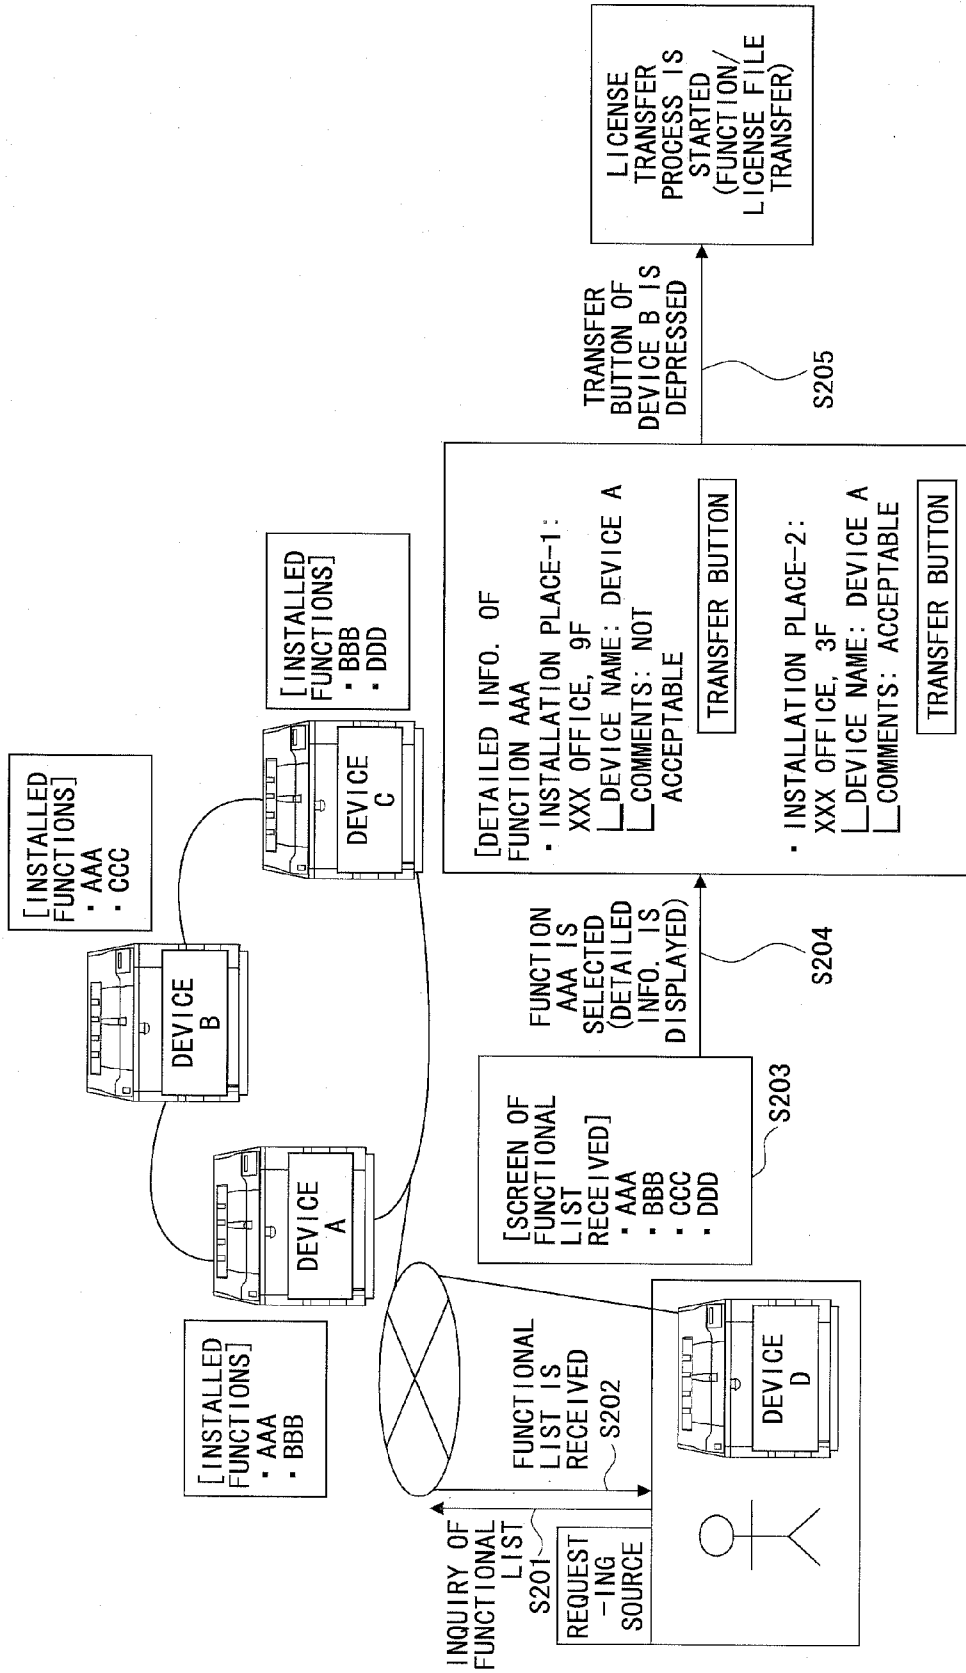 [INSTALLED
FUNCTIONS]
・AAA
・CCC
DEVICE
B
[INSTALLED
FUNCTIONS]
・AAA
・BBB
DEVICE
A
[INSTALLED
FUNCTIONS]
・BBB
・DDD
DEVICE
C
INQUIRY OF
FUNCTIONAL
LIST
S201
FUNCTIONAL
LIST IS
RECEIVED
S202
REQUEST
-ING
SOURCE
DEVICE
D
[SCREEN OF
FUNCTIONAL
LIST
RECEIVED]
・AAA
・BBB
・CCC
・DDD
S203
FUNCTION
AAA IS
SELECTED
(DETAILED
INFO. IS
DISPLAYED)
S204
[DETAILED INFO. OF
FUNCTION AAA
・INSTALLATION PLACE-1:
XXX OFFICE, 9F
DEVICE NAME: DEVICE A
COMMENTS: NOT
ACCEPTABLE
TRANSFER BUTTON
・INSTALLATION PLACE-2:
XXX OFFICE, 3F
DEVICE NAME: DEVICE A
COMMENTS: ACCEPTABLE
TRANSFER BUTTON
TRANSFER
BUTTON OF
DEVICE B IS
DEPRESSED
S205
LICENSE
TRANSFER
PROCESS IS
STARTED
(FUNCTION/
LICENSE FILE
TRANSFER)